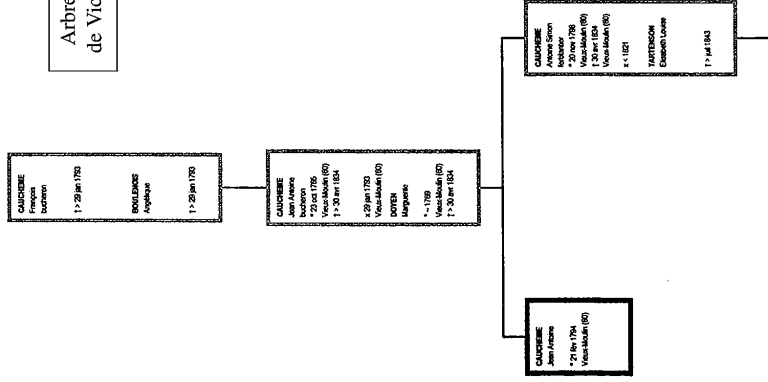 Arbre
de Vic
CAUCHEME
François
bucheron
† > 29 jan 1793
BOULENOIS
Angélique
† > 29 jan 1793
CAUCHEME
Jean Antoine
bucheron
° 23 oct 1765
Vieux-Moulin (60)
† > 30 avr 1834
x 29 jan 1793
Vieux-Moulin (60)
DOYEN
Marguerite
° ~ 1769
Vieux-Moulin (60)
† > 30 avr 1834
CAUCHEME
Jean Antoine
° 21 fév 1794
Vieux-Moulin (60)
CAUCHEME
Antoine Simon
ferblantier
° 20 nov 1798
Vieux-Moulin (60)
† 30 avr 1834
Vieux-Moulin (60)
x < 1821
TARTENSON
Elisabeth Louise
† > jul 1843